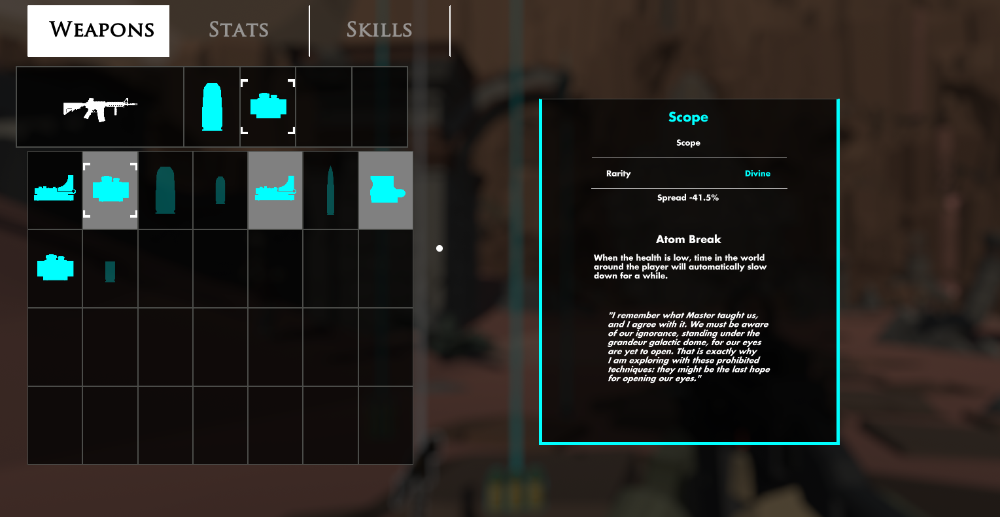 Weapons
Stats
Skills
Scope
Scope
Rarity Divine
Spread -41.5%
Atom Break
When the health is low, time in the world
around the player will automatically slow
down for a while.
"I remember what Master taught us,
and I agree with it. We must be aware
of our ignorance, standing under the
grandeur galactic dome, for our eyes
are yet to open. That is exactly why
I am exploring with these prohibited
techniques: they might be the last hope
for opening our eyes."